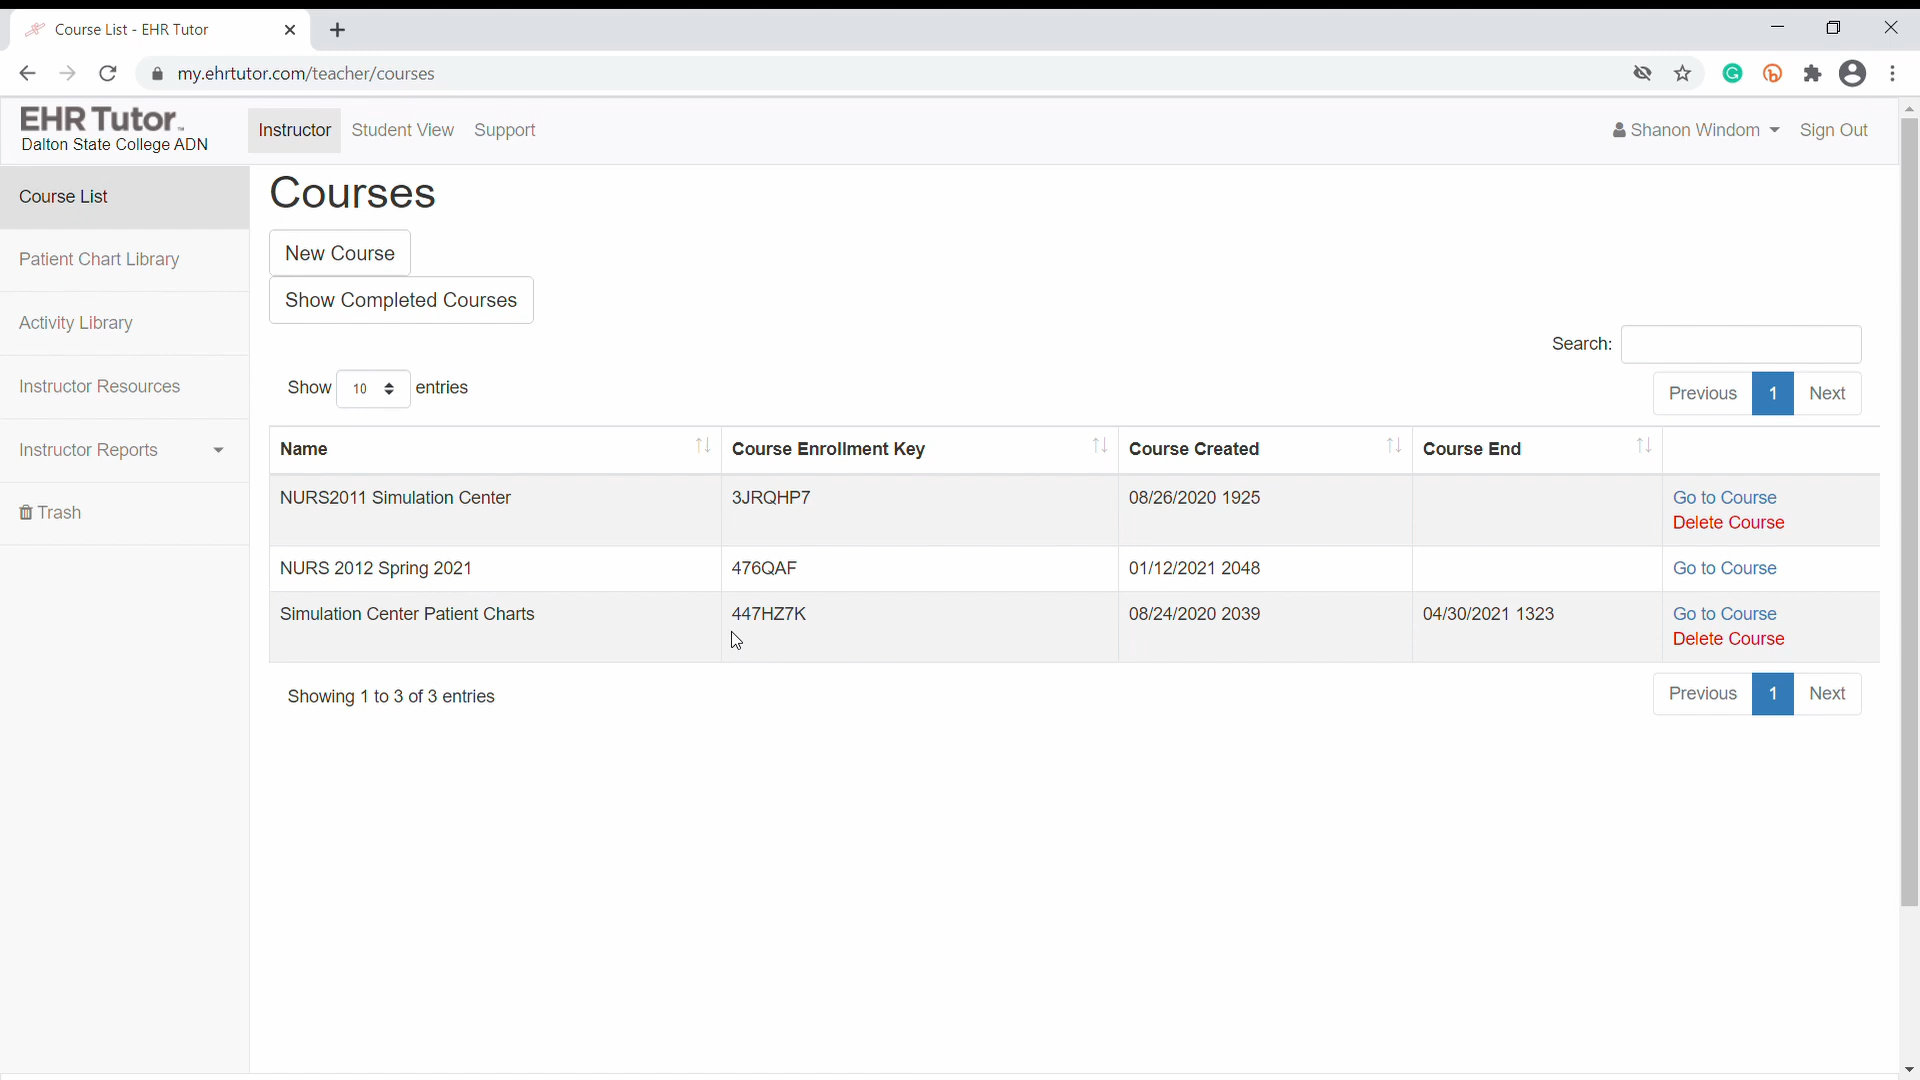 Course List - EHR Tutor
my.ehrtutor.com/teacher/courses
EHR Tutor
Dalton State College ADN
Instructor Student View Support
Shanon Windom Sign Out
Course List
Patient Chart Library
Activity Library
Instructor Resources
Instructor Reports
Trash
Courses
New Course
Show Completed Courses
Search:
Show 10 entries
Previous 1 Next
Name Course Enrollment Key Course Created Course End
NURS2011 Simulation Center 3JRQHP7 08/26/2020 1925 Go to Course
Delete Course
NURS 2012 Spring 2021 476QAF 01/12/2021 2048 Go to Course
Simulation Center Patient Charts 447HZ7K 08/24/2020 2039 04/30/2021 1323 Go to Course
Delete Course
Showing 1 to 3 of 3 entries
Previous 1 Next